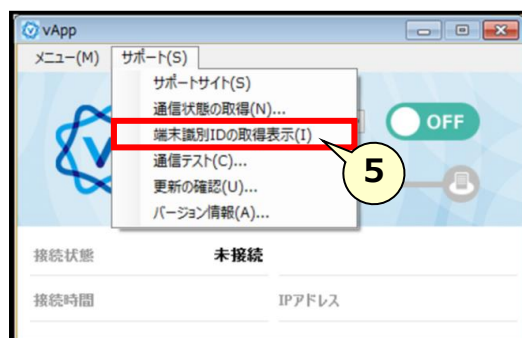 vApp
メニュー(M) サポート(S)
サポートサイト(S)
通信状態の取得(N)...
端末識別IDの取得表示(I)
通信テスト(C)...
更新の確認(U)...
バージョン情報(A)...
OFF
5
接続状態 未接続
接続時間 IPアドレス